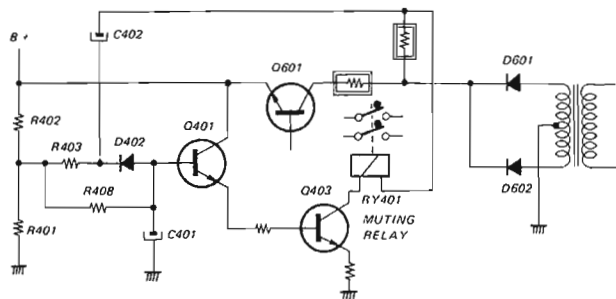 B +
C402
Q601
D601
R402
R403
D402
Q401
R408
Q403
RY401
MUTING
RELAY
D602
R401
C401